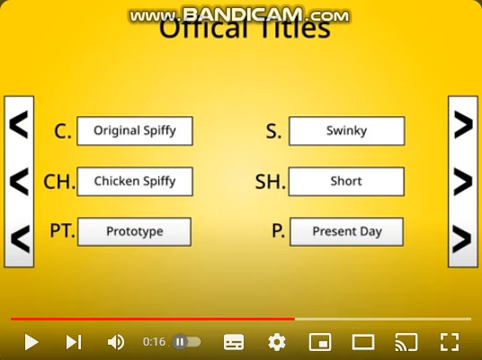 www.BANDICAM.com
Offical Titles
C. Original Spiffy
S. Swinky
CH. Chicken Spiffy
SH. Short
PT. Prototype
P. Present Day
0:16